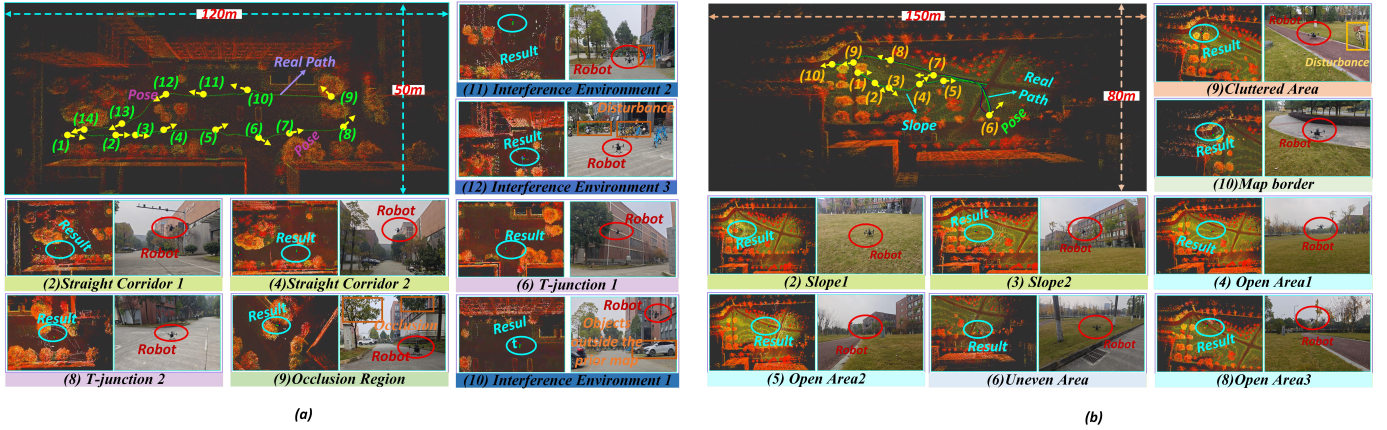 120m
50m
Real Path
(12)
(11)
(10)
(9)
Pose
(14)
(13)
(1)
(2)
(3)
(4)
(5)
(6)
(7)
(8)
Pose
Result
Robot
(11) Interference Environment 2
Disturbance
Result
Robot
(12) Interference Environment 3
Result
Robot
(2)Straight Corridor 1
Result
Robot
(4)Straight Corridor 2
Result
Robot
(6) T-junction 1
Result
Robot
(8) T-junction 2
Result
Occlusion
Robot
(9)Occlusion Region
Resul
t
Robot
Objects
outside the
prior map
(10) Interference Environment 1
(a)
150m
80m
(9)
(8)
(10)
(7)
(1)
(3)
(2)
(4)
(5)
Real
Path
Slope
(6)
Pose
Result
Robot
Disturbance
(9)Cluttered Area
Result
Robot
(10)Map border
Result
Robot
(2) Slope1
Result
Robot
(3) Slope2
Result
Robot
(4) Open Area1
Result
Robot
(5) Open Area2
Result
Robot
(6)Uneven Area
Result
Robot
(8)Open Area3
(b)